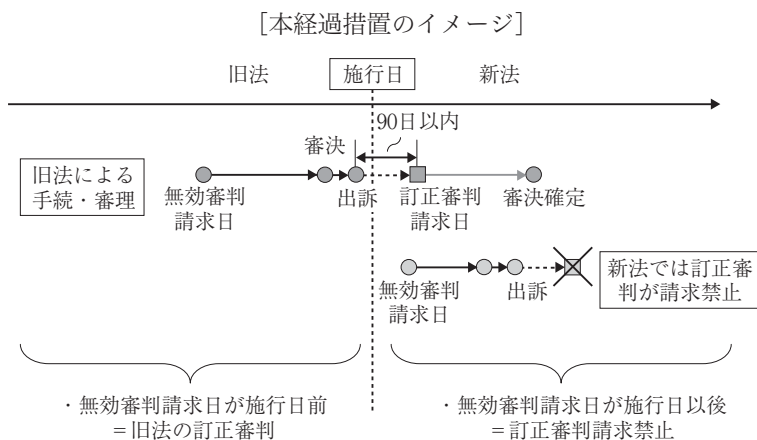 ［本経過措置のイメージ］
旧法
施行日
新法
90日以内
審決
旧法による
手続・審理
無効審判
請求日
出訴
訂正審判
請求日
審決確定
無効審判
請求日
出訴
新法では訂正審
判が請求禁止
・無効審判請求日が施行日前
＝旧法の訂正審判
・無効審判請求日が施行日以後
＝訂正審判請求禁止